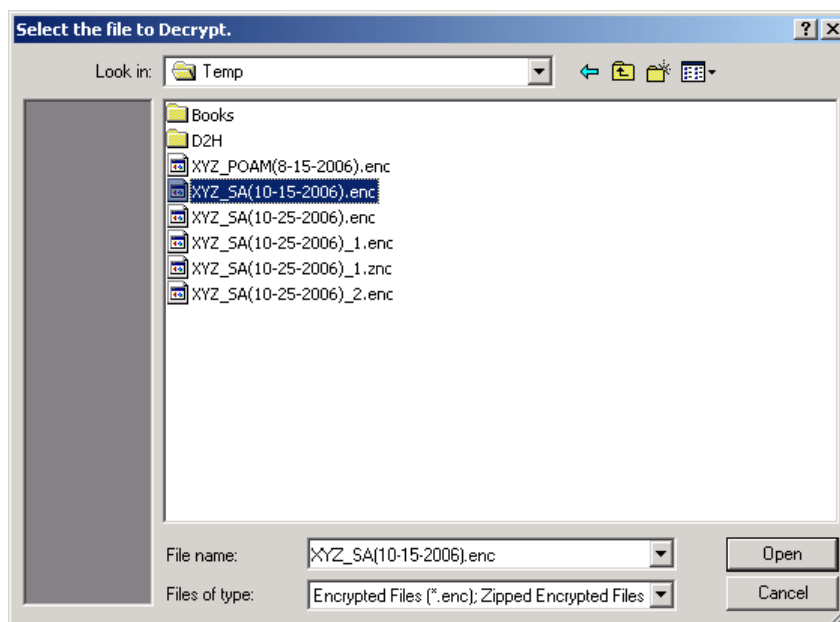 Select the file to Decrypt.
Look in: Temp
Books
D2H
XYZ_POAM(8-15-2006).enc
XYZ_SA(10-15-2006).enc
XYZ_SA(10-25-2006).enc
XYZ_SA(10-25-2006)_1.enc
XYZ_SA(10-25-2006)_1.znc
XYZ_SA(10-25-2006)_2.enc
File name: XYZ_SA(10-15-2006).enc Open
Files of type: Encrypted Files (*.enc); Zipped Encrypted Files Cancel